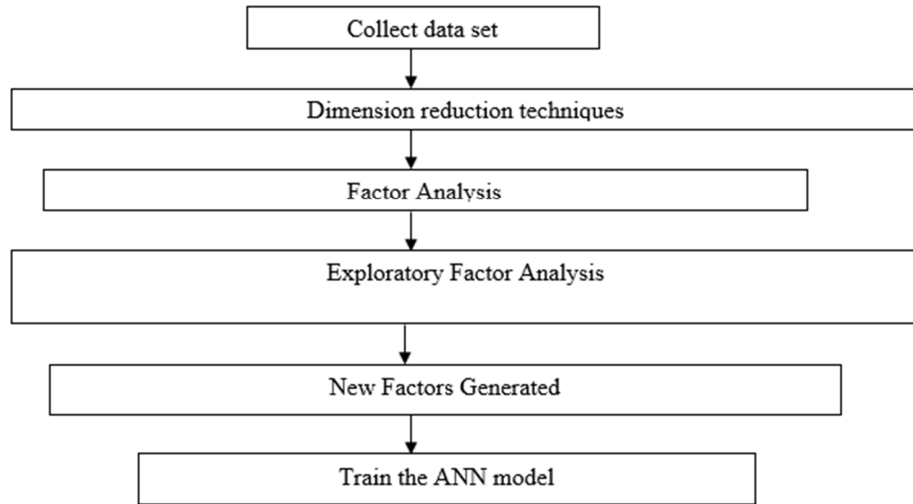 Collect data set
Dimension reduction techniques
Factor Analysis
Exploratory Factor Analysis
New Factors Generated
Train the ANN model